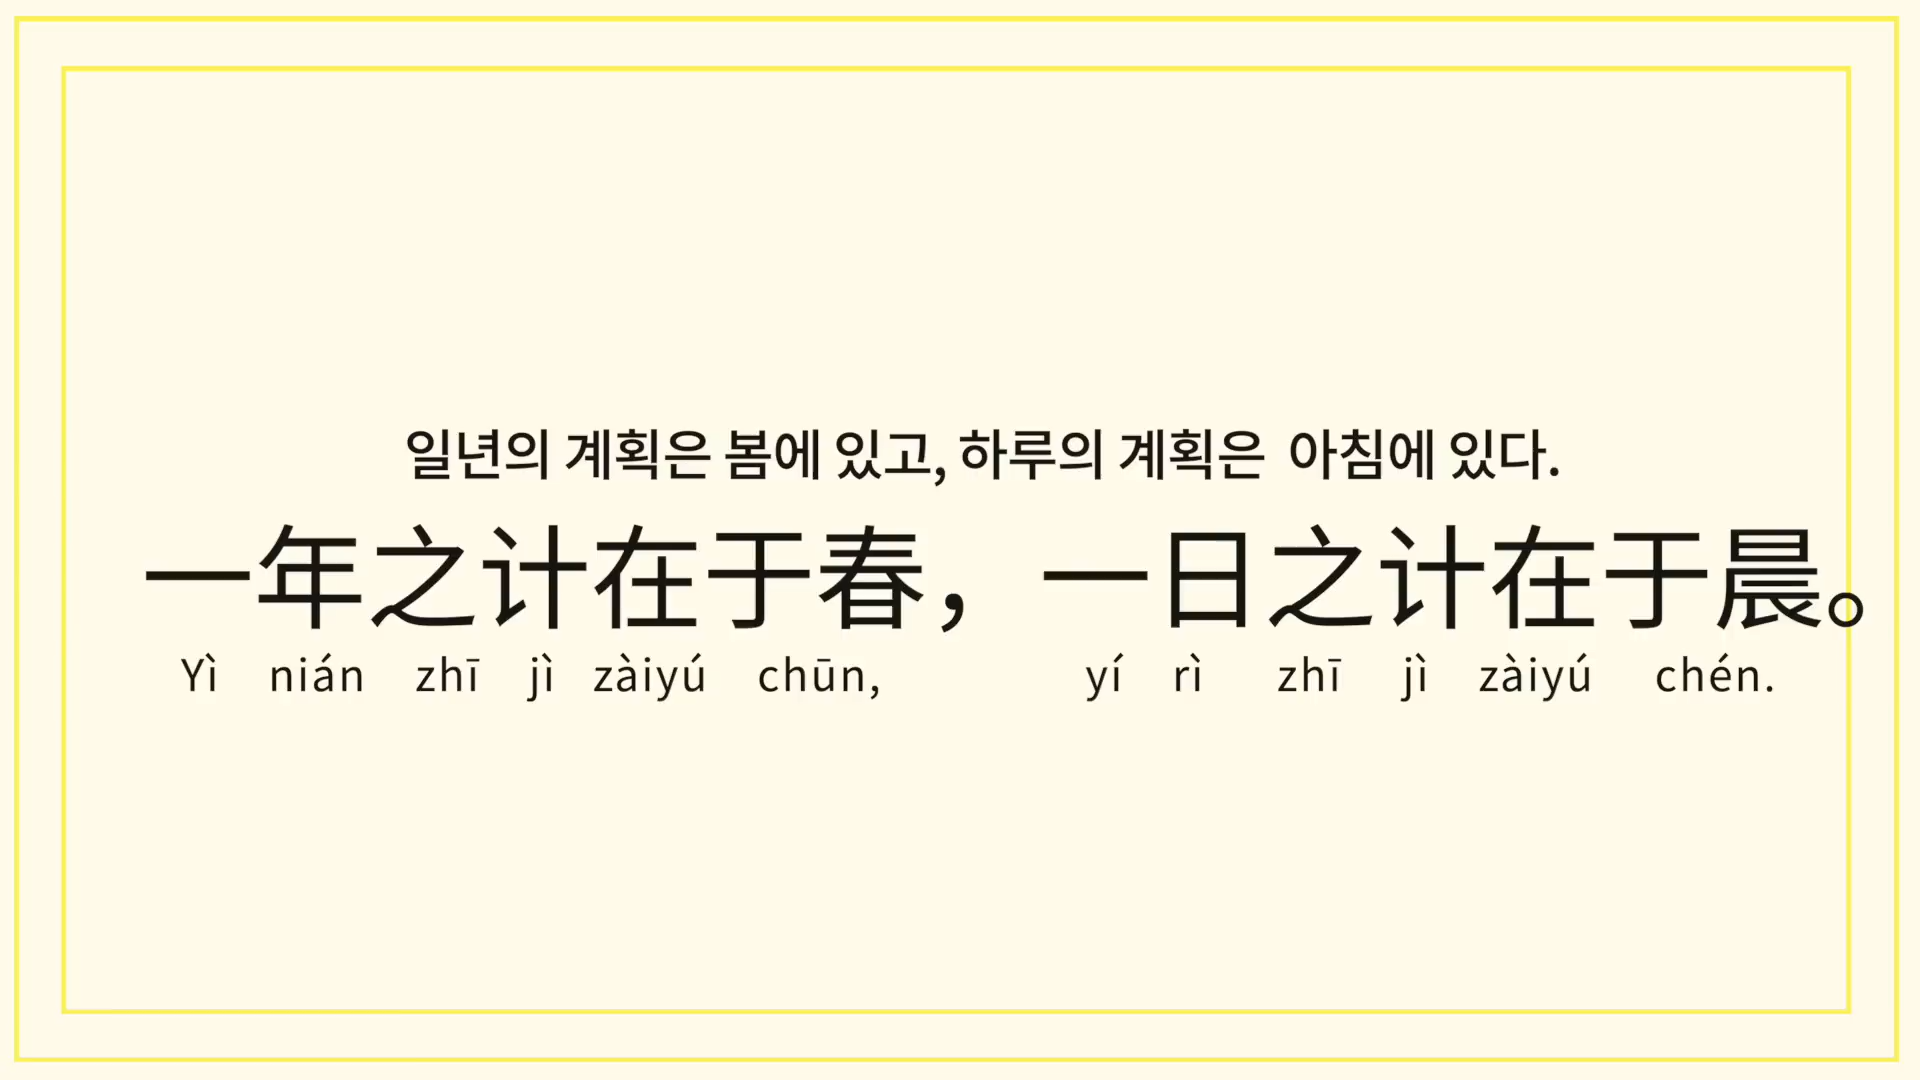 일년의 계획은 봄에 있고, 하루의 계획은 아침에 있다.
一年之计在于春，一日之计在于晨。
Yì nián zhī jì zàiyú chūn, yí rì zhī jì zàiyú chén.